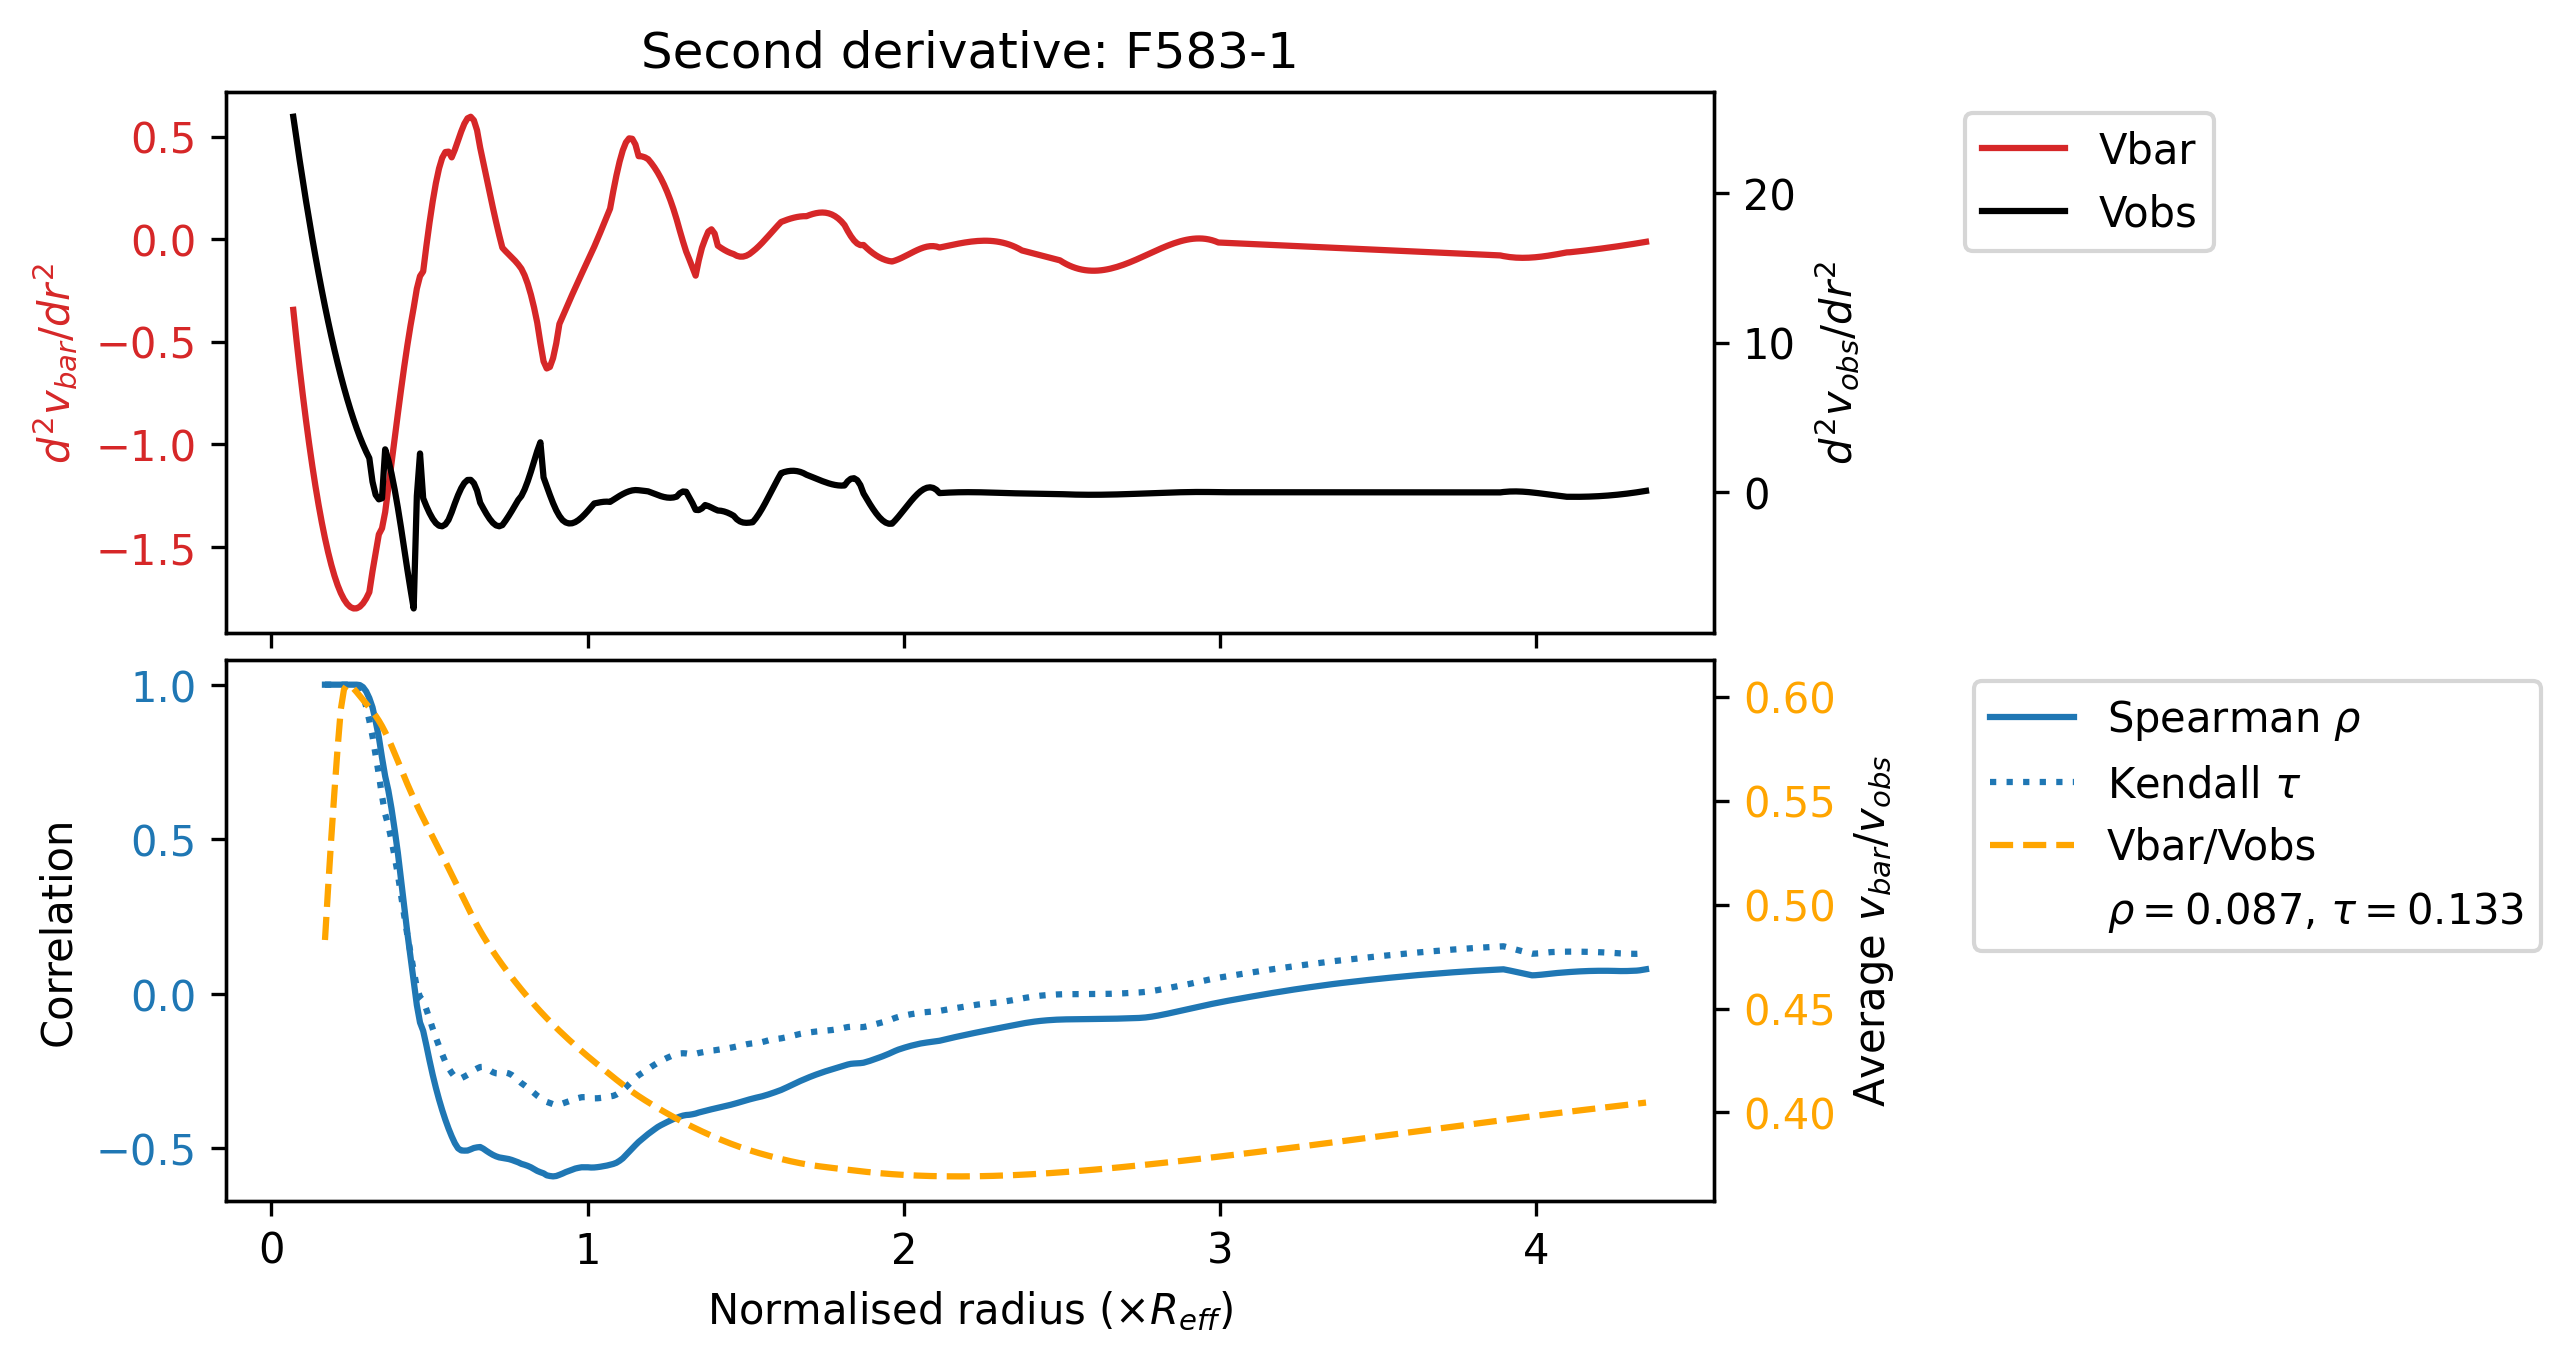 Second derivative: F583-1
0.5
0.0
−0.5
−1.0
−1.5
d²v_bar/dr²
20
10
0
d²v_obs/dr²
Vbar
Vobs
1.0
0.5
0.0
−0.5
Correlation
0.60
0.55
0.50
0.45
0.40
Average v_bar/v_obs
Spearman ρ
Kendall τ
Vbar/Vobs
ρ = 0.087, τ = 0.133
0 1 2 3 4
Normalised radius (×R_eff)